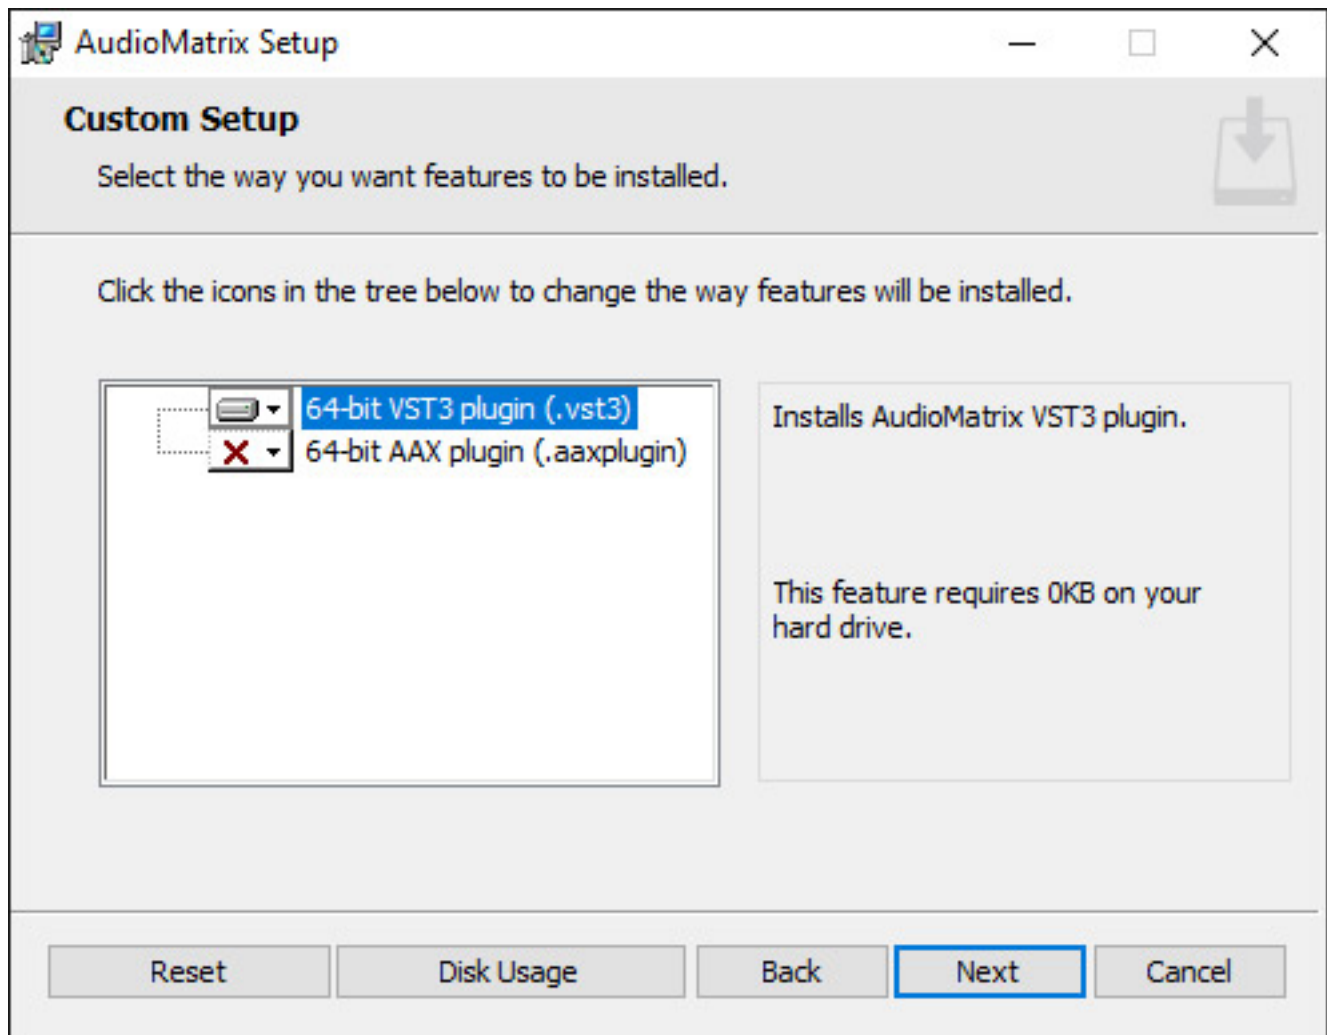 AudioMatrix Setup
Custom Setup
Select the way you want features to be installed.
Click the icons in the tree below to change the way features will be installed.
64-bit VST3 plugin (.vst3)
64-bit AAX plugin (.aaxplugin)
Installs AudioMatrix VST3 plugin.
This feature requires 0KB on your
hard drive.
Reset
Disk Usage
Back
Next
Cancel